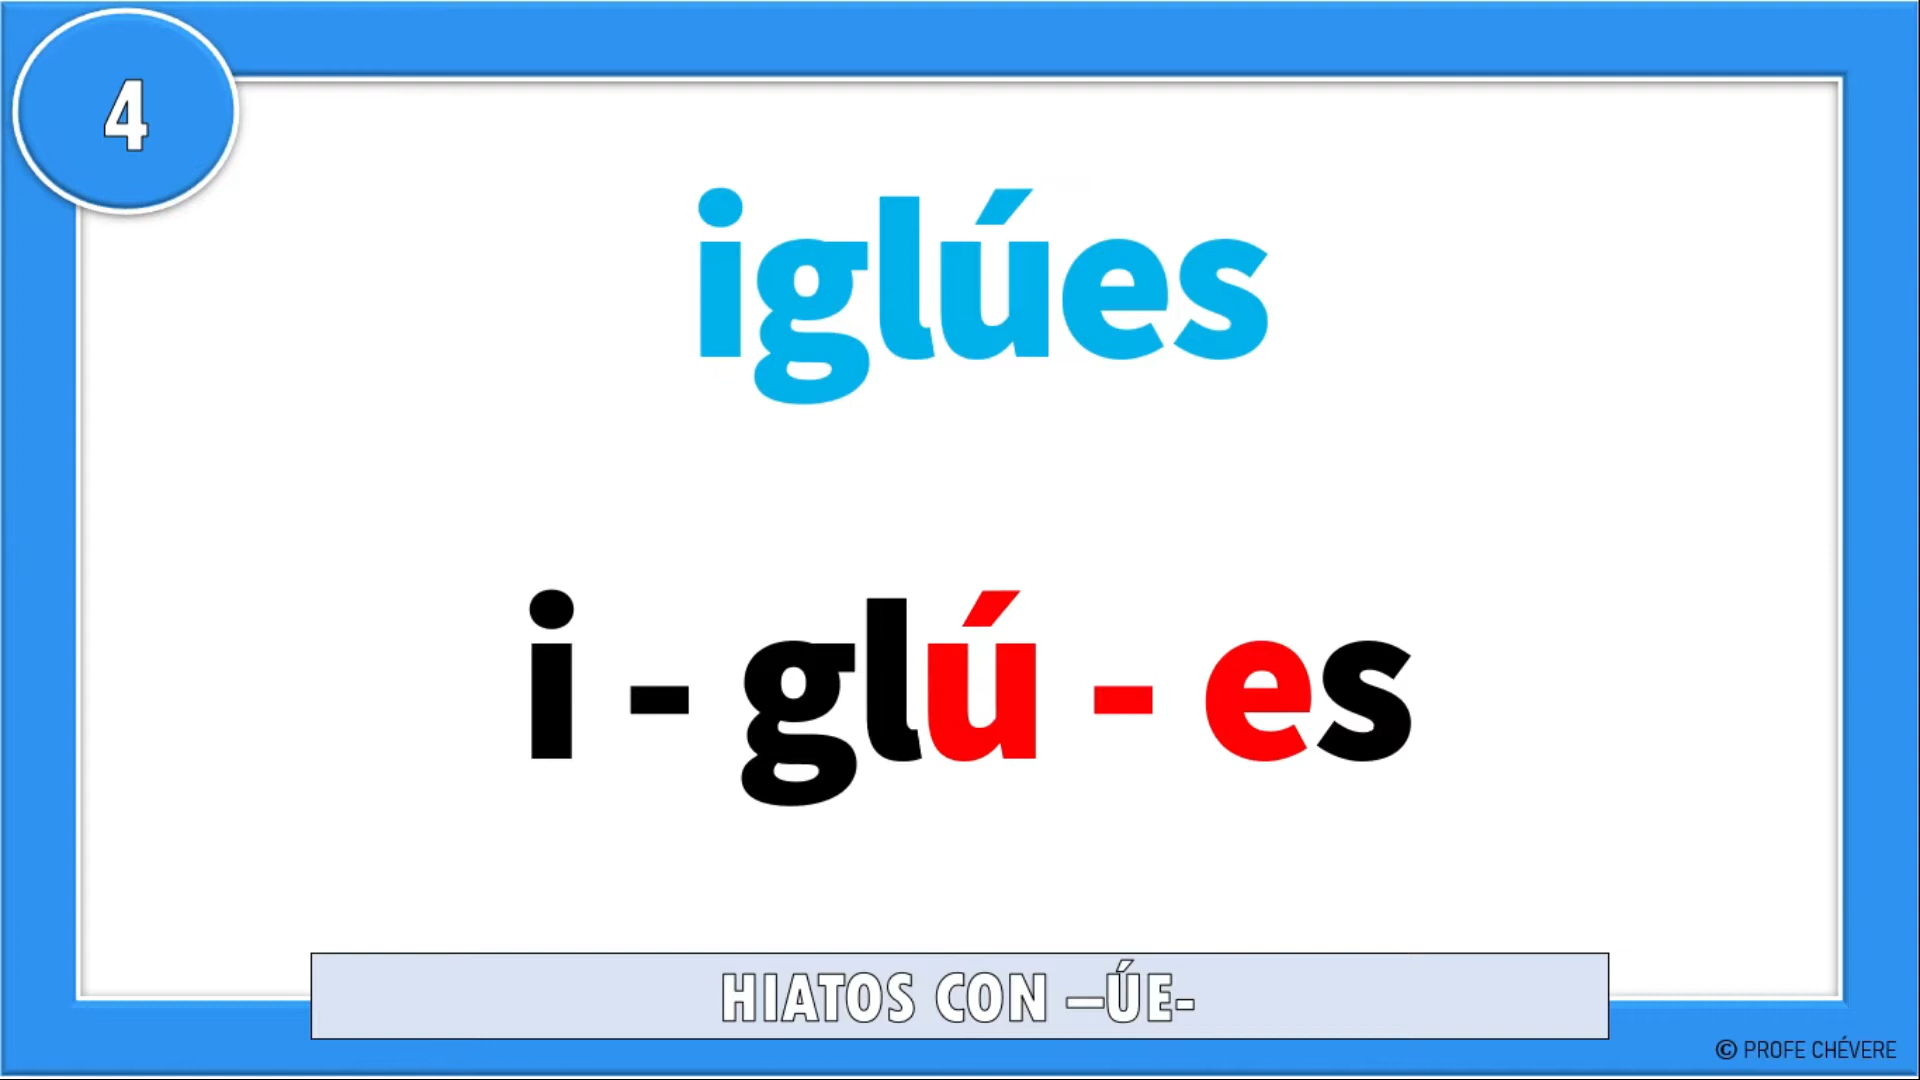 4
iglúes
i - glú - es
HIATOS CON –ÚE-
© PROFE CHÉVERE